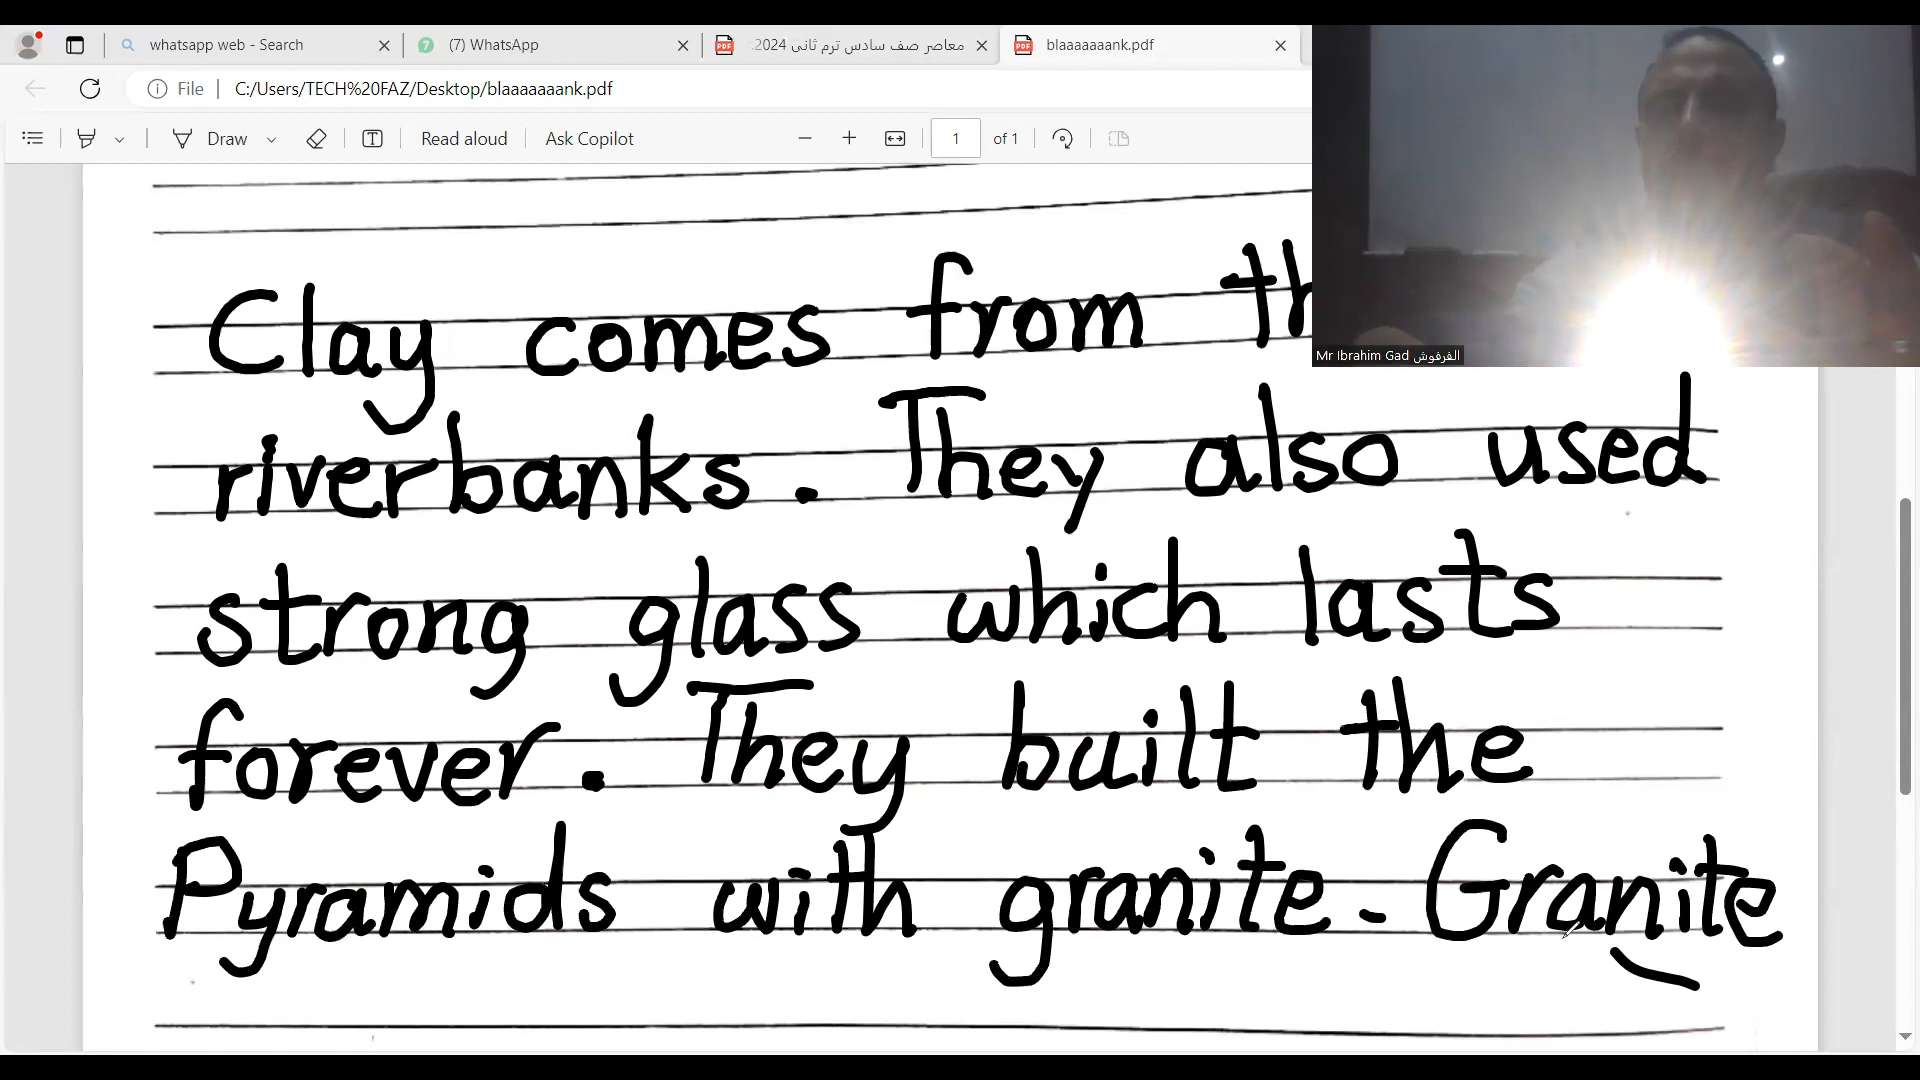 whatsapp web - Search
(7) WhatsApp
معاصر صف سادس ترم ثانى 2024
blaaaaaaank.pdf
File
C:/Users/TECH%20FAZ/Desktop/blaaaaaaank.pdf
Draw
Read aloud
Ask Copilot
1 of 1
Mr Ibrahim Gad الفرفوش
Clay comes from
riverbanks. They also used
strong glass which lasts
forever. They built the
Pyramids with granite. Granite